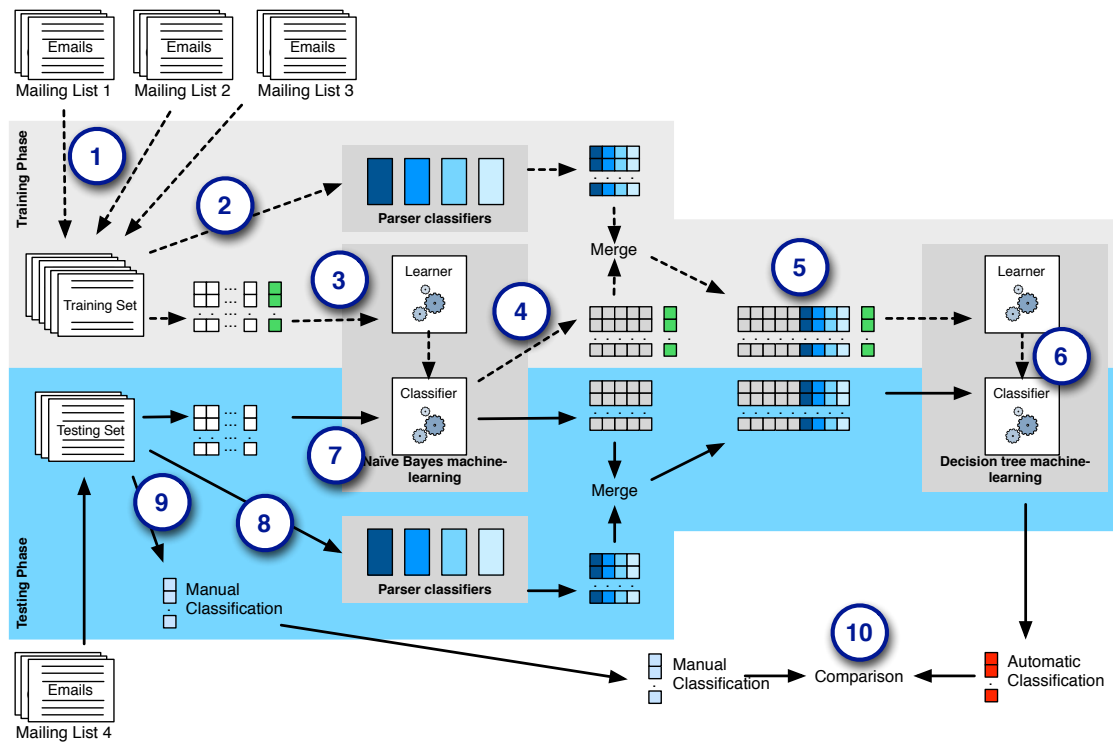 Emails
Emails
Emails
Mailing List 1
Mailing List 2
Mailing List 3
Training Phase
1
2
Parser classifiers
Merge
3
Learner
4
5
Learner
Training Set
6
Classifier
Classifier
Testing Set
7
Naïve Bayes machine-
learning
Decision tree machine-
learning
9
8
Merge
Testing Phase
Manual
Classification
Parser classifiers
10
Emails
Mailing List 4
Manual
Classification
Comparison
Automatic
Classification